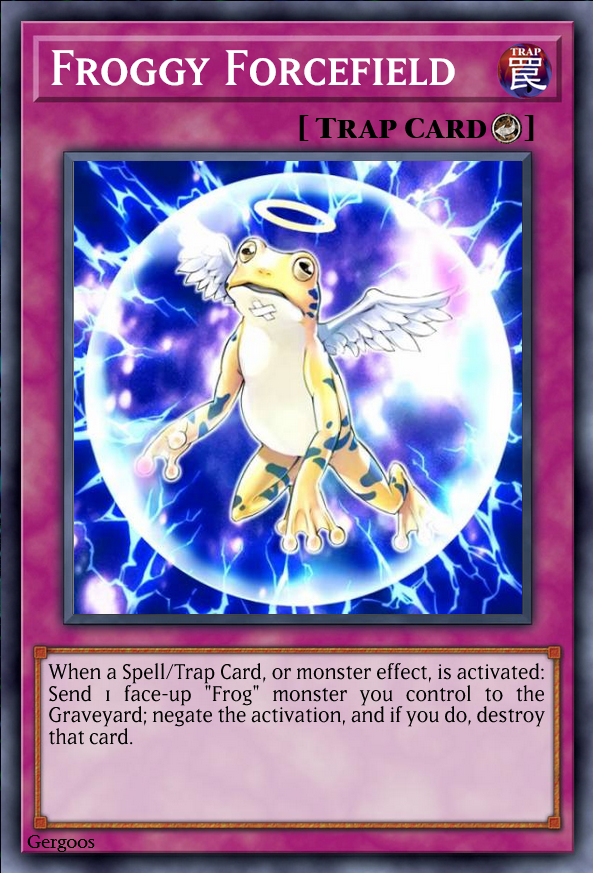 Froggy Forcefield
TRAP
罠
[ Trap Card ]
When a Spell/Trap Card, or monster effect, is activated:
Send 1 face-up "Frog" monster you control to the
Graveyard; negate the activation, and if you do, destroy
that card.
Gergoos